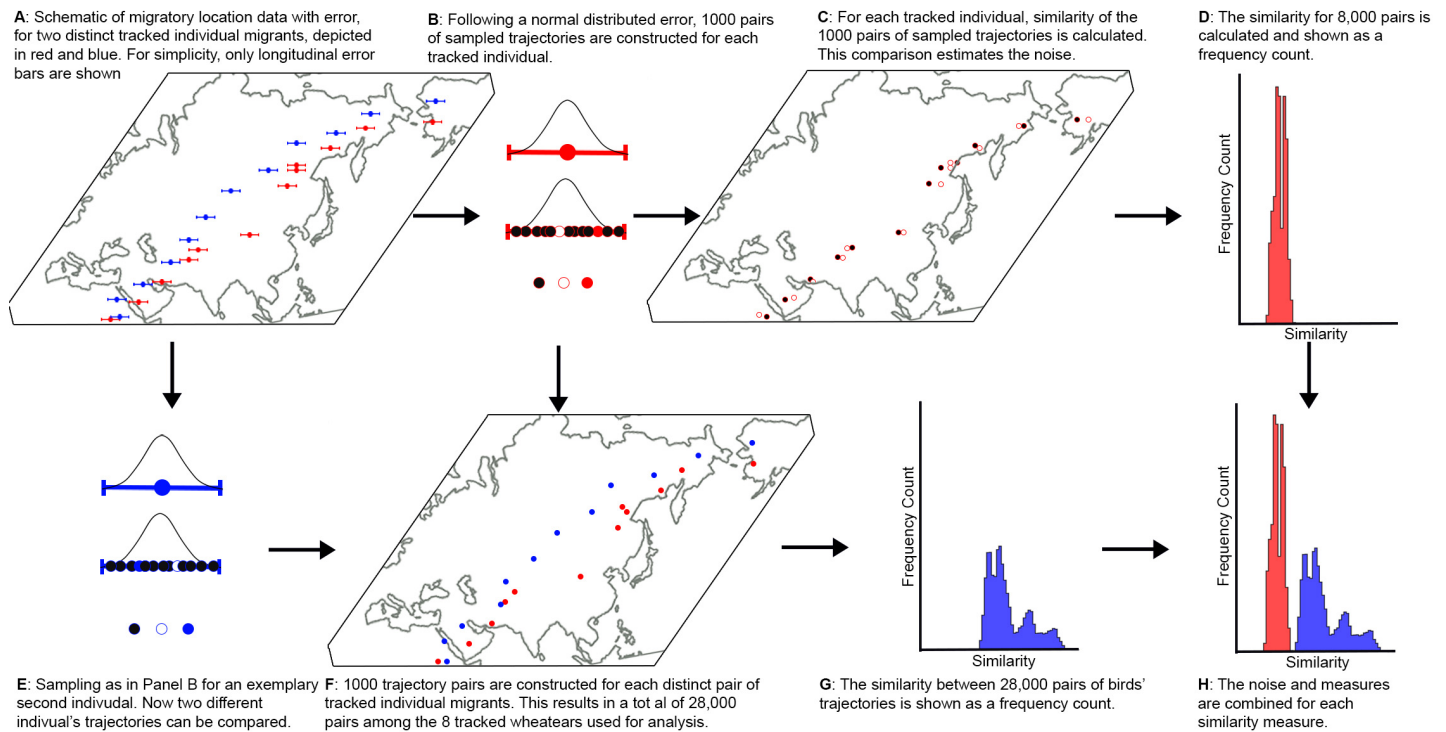 A: Schematic of migratory location data with error,
for two distinct tracked individual migrants, depicted
in red and blue. For simplicity, only longitudinal error
bars are shown
B: Following a normal distributed error, 1000 pairs
of sampled trajectories are constructed for each
tracked individual.
C: For each tracked individual, similarity of the
1000 pairs of sampled trajectories is calculated.
This comparison estimates the noise.
D: The similarity for 8,000 pairs is
calculated and shown as a
frequency count.
Frequency Count
Similarity
E: Sampling as in Panel B for an exemplary
second indivudal. Now two different
indivual's trajectories can be compared.
F: 1000 trajectory pairs are constructed for each distinct pair of
tracked individual migrants. This results in a tot al of 28,000
pairs among the 8 tracked wheatears used for analysis.
Frequency Count
Similarity
G: The similarity between 28,000 pairs of birds'
trajectories is shown as a frequency count.
Frequency Count
Similarity
H: The noise and measures
are combined for each
similarity measure.